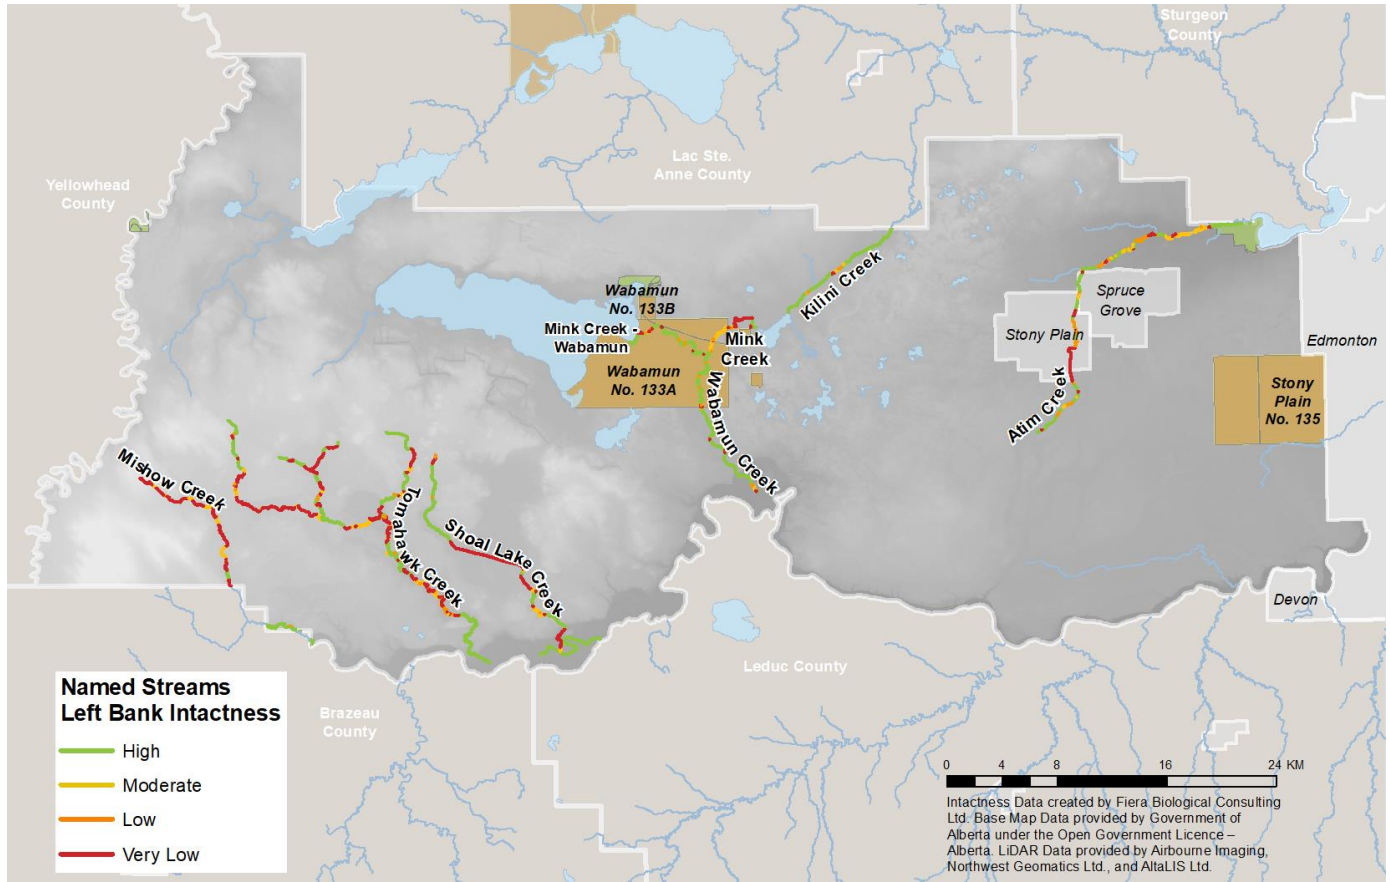 Sturgeon
County
Lac Ste.
Anne County
Yellowhead
County
Kilini Creek
Wabamun
No. 133B
Spruce
Grove
Mink Creek -
Wabamun
Mink
Creek
Stony Plain
Edmonton
Wabamun
No. 133A
Stony
Plain
No. 135
Atim Creek
Wabamun Creek
Mishow Creek
Tomahawk Creek
Shoal Lake Creek
Devon
Leduc County
Brazeau
County
Named Streams
Left Bank Intactness
High
Moderate
Low
Very Low
0 4 8 16 24 KM
Intactness Data created by Fiera Biological Consulting
Ltd. Base Map Data provided by Government of
Alberta under the Open Government Licence –
Alberta. LiDAR Data provided by Airbourne Imaging,
Northwest Geomatics Ltd., and AltaLIS Ltd.